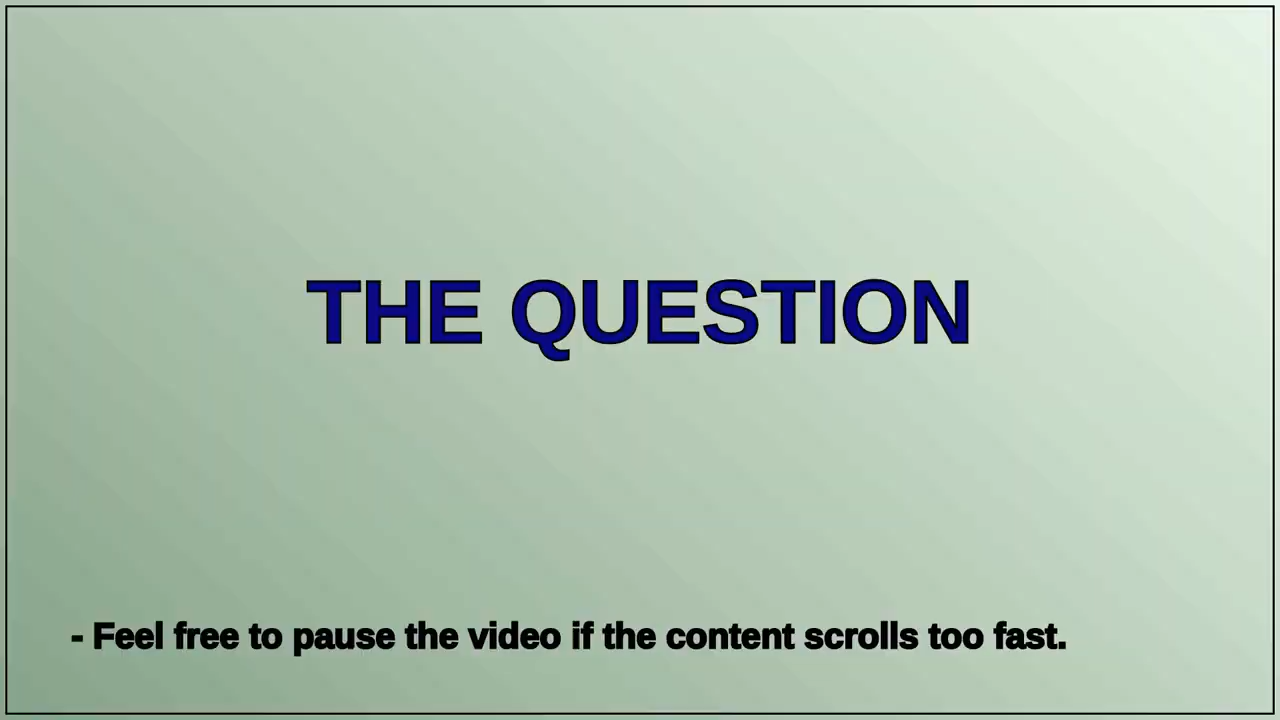 THE QUESTION
- Feel free to pause the video if the content scrolls too fast.